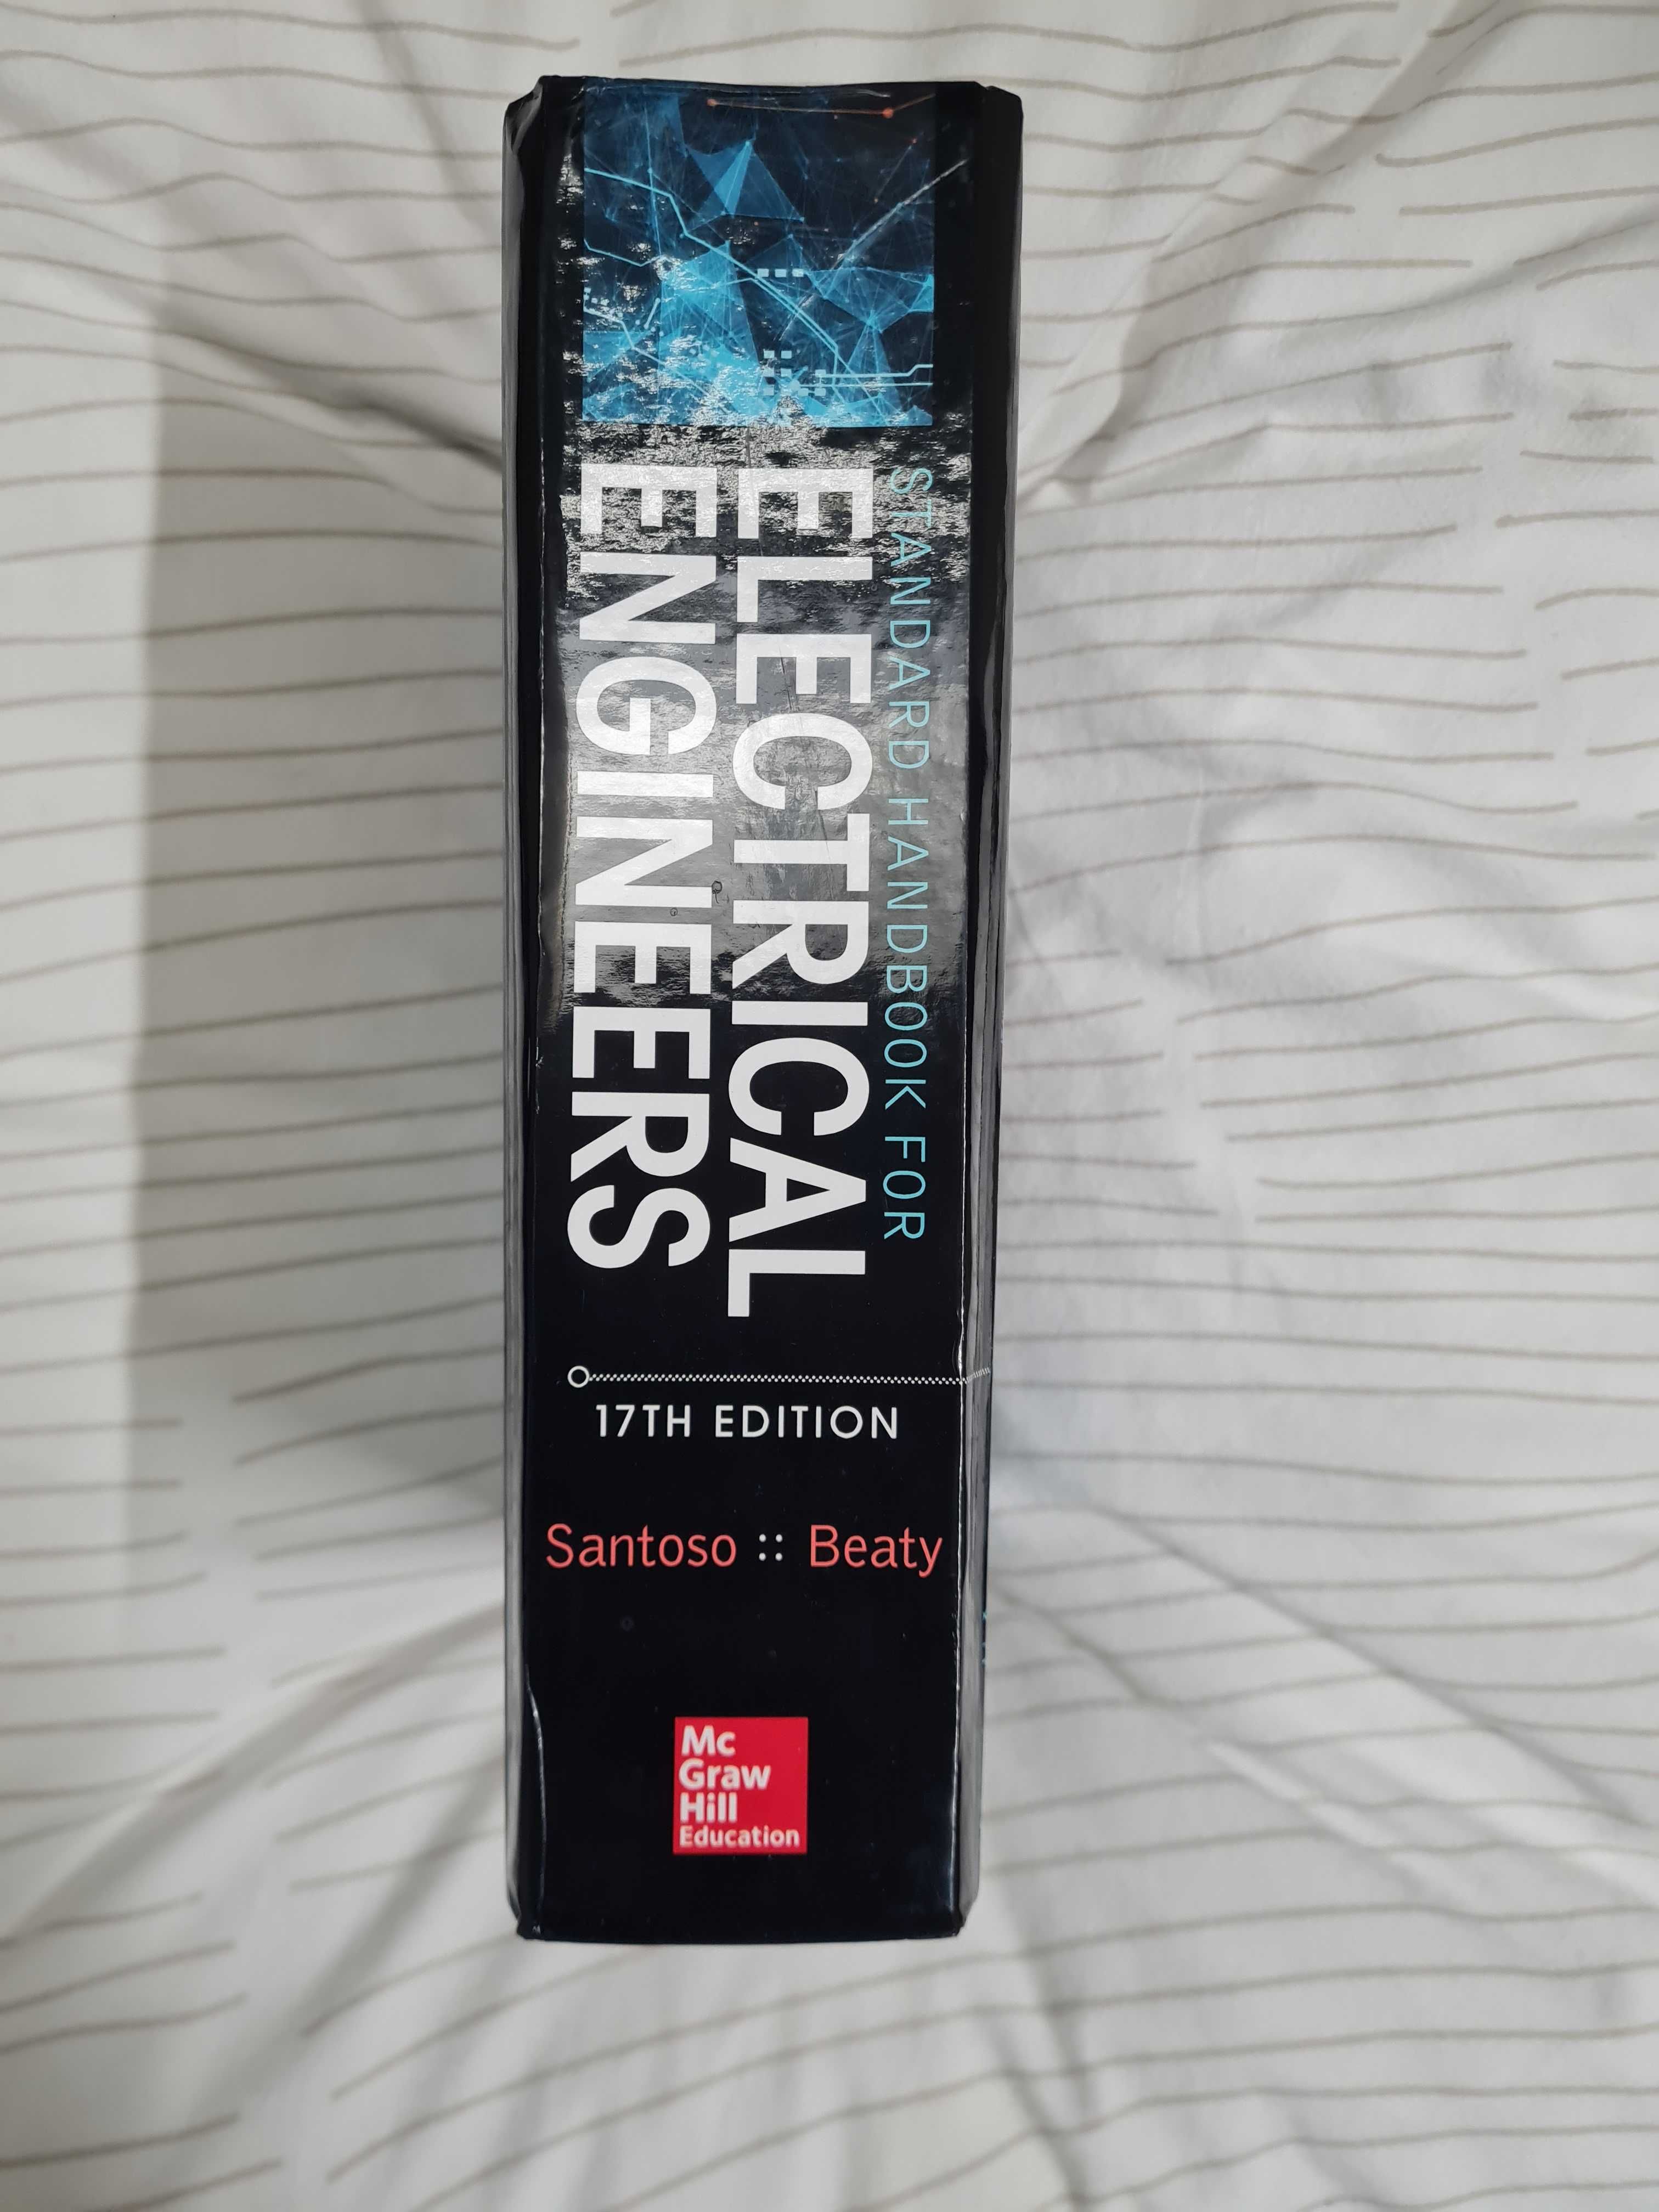 STANDARD HANDBOOK FOR
ELECTRICAL
ENGINEERS
17TH EDITION
Santoso :: Beaty
Mc
Graw
Hill
Education